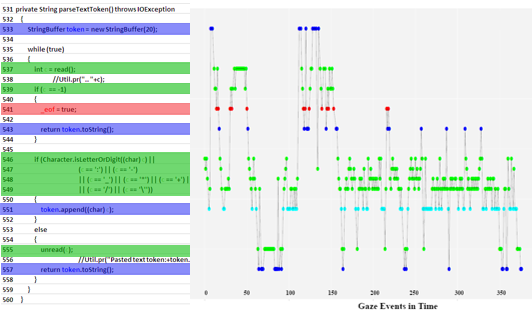 531 private String parseTextToken() throws IOException
532 {
533 StringBuffer token = new StringBuffer(20);
534
535 while (true)
536 {
537 int c = read();
538 //Util.pr("..." +c);
539 if (c == -1)
540 {
541 _eof = true;
542
543 return token.toString();
544 }
545
546 if (Character.isLetterOrDigit((char) c) ||
547 (c == ':') || (c == '-')
548 || (c == '_') || (c == '*') || (c == '+') |
549 || (c == '/') || (c == '\\'))
550 {
551 token.append((char) c);
552 }
553 else
554 {
555 unread(c);
556 //Util.pr("Pasted text token:+token.
557 return token.toString();
558 }
559 }
560 }
0 50 100 150 200 250 300 350
Gaze Events in Time